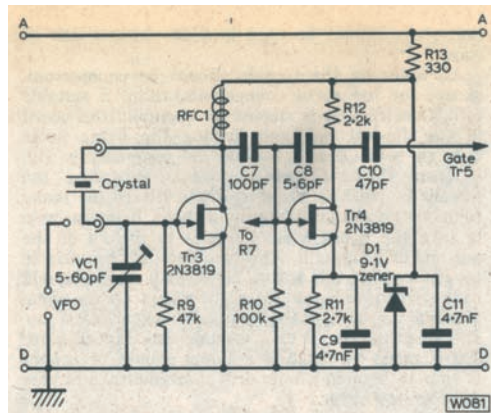 A
A
R13
330
RFC1
R12
2·2k
C7
100pF
C8
5·6pF
C10
47pF
Gate
Tr5
Crystal
To
R7
Tr3
2N3819
Tr4
2N3819
D1
9·1V
zener
VC1
5-60pF
VFO
R9
47k
R10
100k
R11
2·7k
C9
4·7nF
C11
4·7nF
D
D
W081